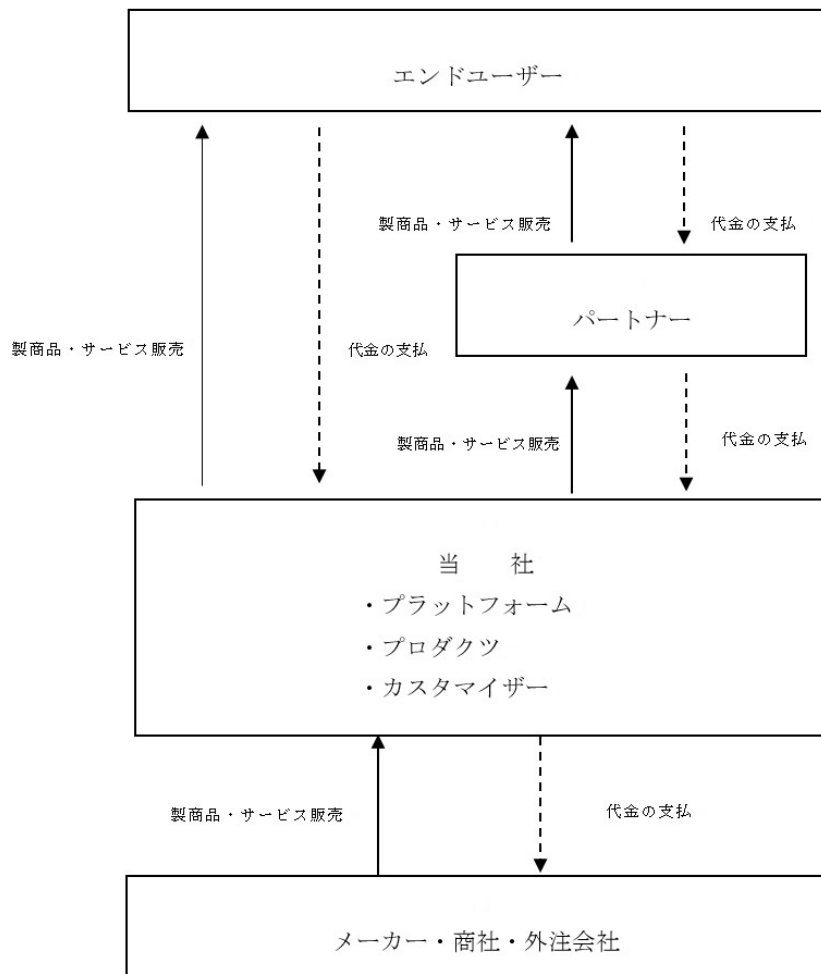 エンドユーザー
製商品・サービス販売
代金の支払
パートナー
製商品・サービス販売
代金の支払
製商品・サービス販売
代金の支払
当　　社
・プラットフォーム
・プロダクツ
・カスタマイザー
製商品・サービス販売
代金の支払
メーカー・商社・外注会社